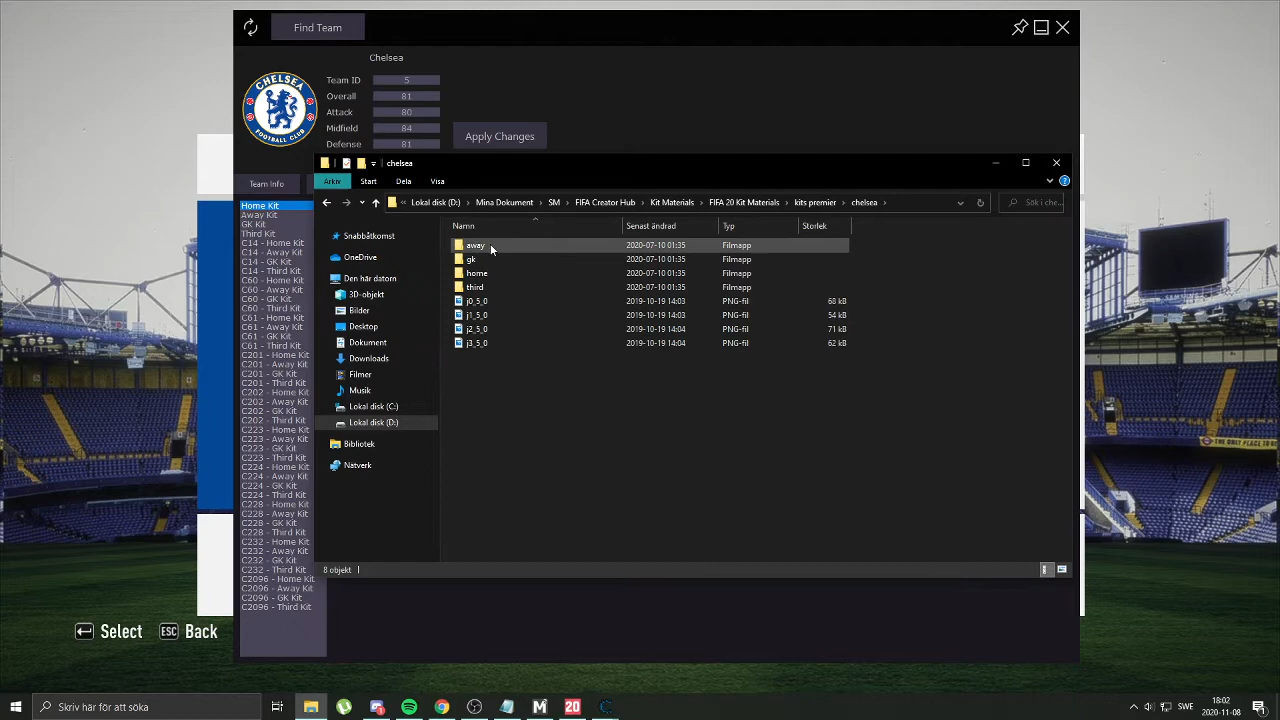 Find Team
Chelsea
CHELSEA
FOOTBALL CLUB
Team ID 5
Overall 81
Attack 80
Midfield 84
Defense 81
Apply Changes
Team Info
Home Kit
Away Kit
GK Kit
Third Kit
C14 - Home Kit
C14 - Away Kit
C14 - GK Kit
C14 - Third Kit
C60 - Home Kit
C60 - Away Kit
C60 - GK Kit
C60 - Third Kit
C61 - Home Kit
C61 - Away Kit
C61 - GK Kit
C61 - Third Kit
C201 - Home Kit
C201 - Away Kit
C201 - GK Kit
C201 - Third Kit
C202 - Home Kit
C202 - Away Kit
C202 - GK Kit
C202 - Third Kit
C223 - Home Kit
C223 - Away Kit
C223 - GK Kit
C223 - Third Kit
C224 - Home Kit
C224 - Away Kit
C224 - GK Kit
C224 - Third Kit
C228 - Home Kit
C228 - Away Kit
C228 - GK Kit
C228 - Third Kit
C232 - Home Kit
C232 - Away Kit
C232 - GK Kit
C232 - Third Kit
C2096 - Home Kit
C2096 - Away Kit
C2096 - GK Kit
C2096 - Third Kit
chelsea
Arkiv Start Dela Visa
« Lokal disk (D:) › Mina Dokument › SM › FIFA Creator Hub › Kit Materials › FIFA 20 Kit Materials › kits premier › chelsea ›
Sök i che...
Namn Senast ändrad Typ Storlek
away 2020-07-10 01:35 Filmapp
gk 2020-07-10 01:35 Filmapp
home 2020-07-10 01:35 Filmapp
third 2020-07-10 01:35 Filmapp
j0_5_0 2019-10-19 14:03 PNG-fil 68 kB
j1_5_0 2019-10-19 14:03 PNG-fil 54 kB
j2_5_0 2019-10-19 14:04 PNG-fil 71 kB
j3_5_0 2019-10-19 14:04 PNG-fil 62 kB
Snabbåtkomst
OneDrive
Den här datorn
3D-objekt
Bilder
Desktop
Dokument
Downloads
Filmer
Musik
Lokal disk (C:)
Lokal disk (D:)
Bibliotek
Nätverk
8 objekt
THE ONLY PLACE TO
Select
ESC Back
Skriv här för att söka
20
SWE
18:02
2020-11-08